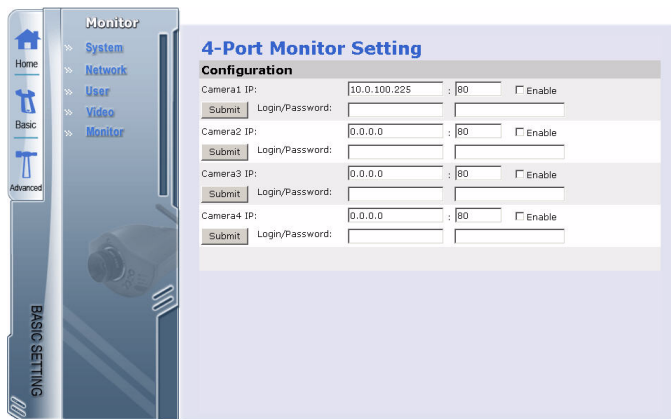 Monitor
Home
Basic
Advanced
» System
» Network
» User
» Video
» Monitor
BASIC SETTING
4-Port Monitor Setting
Configuration
Camera1 IP: 10.0.100.225 : 80 Enable
Submit Login/Password:
Camera2 IP: 0.0.0.0 : 80 Enable
Submit Login/Password:
Camera3 IP: 0.0.0.0 : 80 Enable
Submit Login/Password:
Camera4 IP: 0.0.0.0 : 80 Enable
Submit Login/Password: